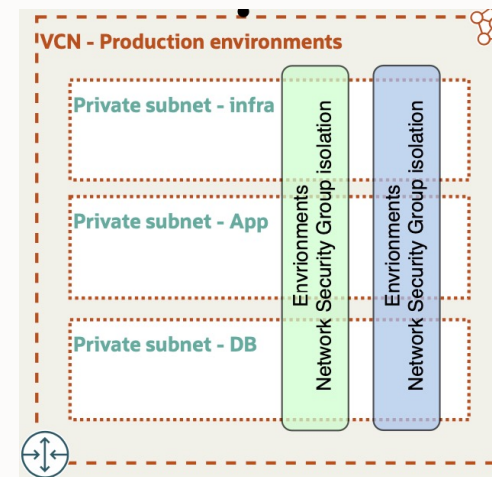 VCN - Production environments
Private subnet - infra
Private subnet - App
Private subnet - DB
Envrionments
Network Security Group isolation
Envrionments
Network Security Group isolation